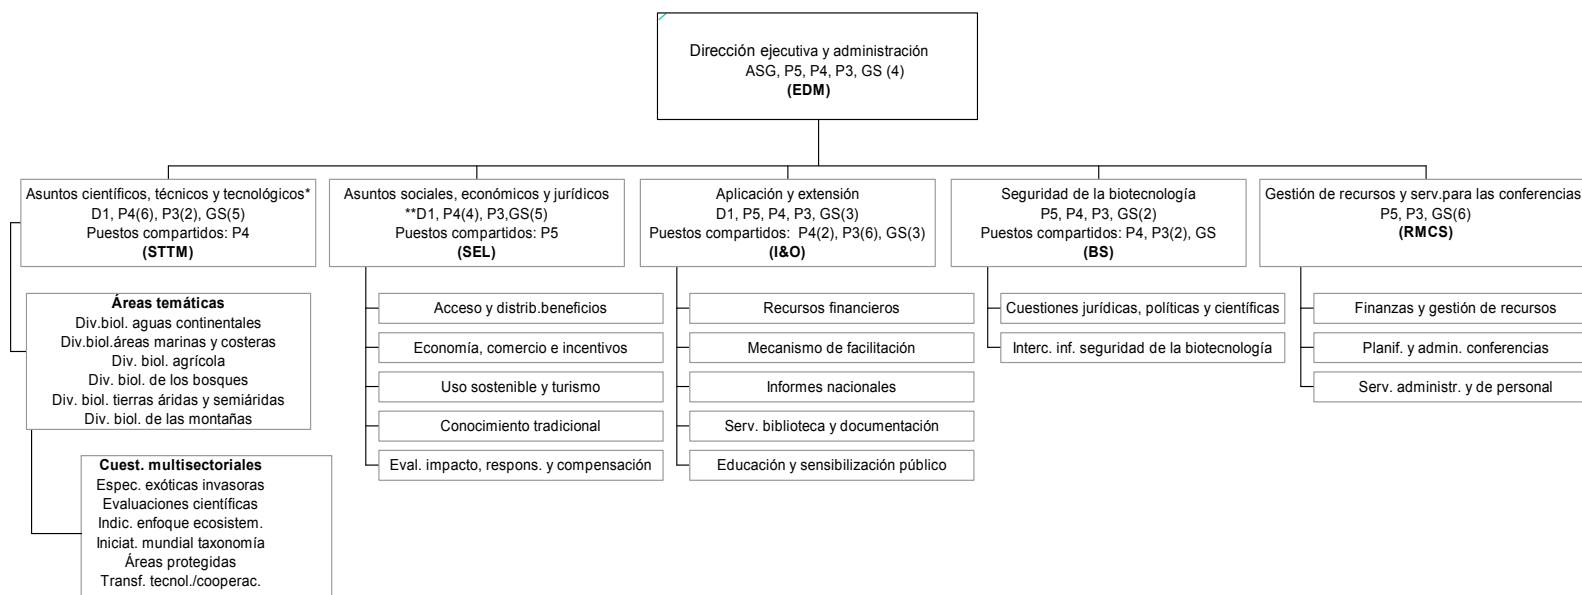 Dirección ejecutiva y administración
ASG, P5, P4, P3, GS (4)
(EDM)
Asuntos científicos, técnicos y tecnológicos*
D1, P4(6), P3(2), GS(5)
Puestos compartidos: P4
(STTM)
Áreas temáticas
Div.biol. aguas continentales
Div.biol.áreas marinas y costeras
Div. biol. agrícola
Div. biol. de los bosques
Div. biol. tierras áridas y semiáridas
Div. biol. de las montañas
Cuest. multisectoriales
Espec. exóticas invasoras
Evaluaciones científicas
Indic. enfoque ecosistem.
Iniciat. mundial taxonomía
Áreas protegidas
Transf. tecnol./cooperac.
Asuntos sociales, económicos y jurídicos
**D1, P4(4), P3,GS(5)
Puestos compartidos: P5
(SEL)
Acceso y distrib.beneficios
Economía, comercio e incentivos
Uso sostenible y turismo
Conocimiento tradicional
Eval. impacto, respons. y compensación
Aplicación y extensión
D1, P5, P4, P3, GS(3)
Puestos compartidos: P4(2), P3(6), GS(3)
(I&O)
Recursos financieros
Mecanismo de facilitación
Informes nacionales
Serv. biblioteca y documentación
Educación y sensibilización público
Seguridad de la biotecnología
P5, P4, P3, GS(2)
Puestos compartidos: P4, P3(2), GS
(BS)
Cuestiones jurídicas, políticas y científicas
Interc. inf. seguridad de la biotecnología
Gestión de recursos y serv.para las conferencias
P5, P3, GS(6)
(RMCS)
Finanzas y gestión de recursos
Planif. y admin. conferencias
Serv. administr. y de personal